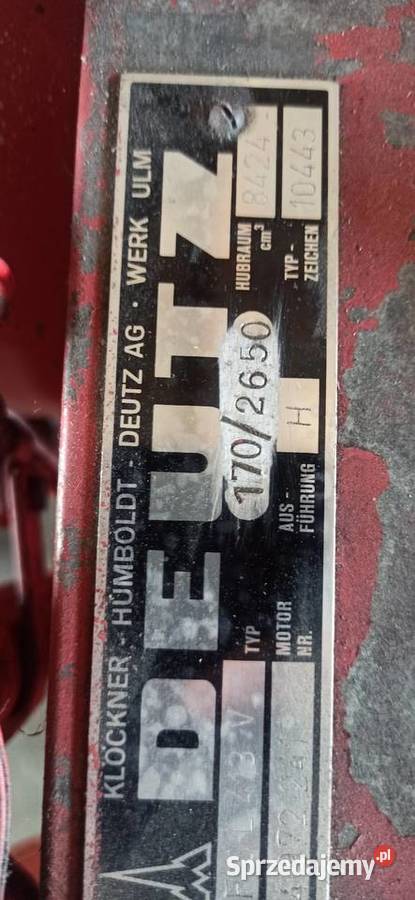 KLÖCKNER - HUMBOLDT - DEUTZ AG · WERK ULM
DEUTZ
170/2650
TYP
HUBRAUM cm³ 8424
MOTOR NR.
AUS-FÜHRUNG H
TYP-ZEICHEN 10443
Sprzedajemy.pl